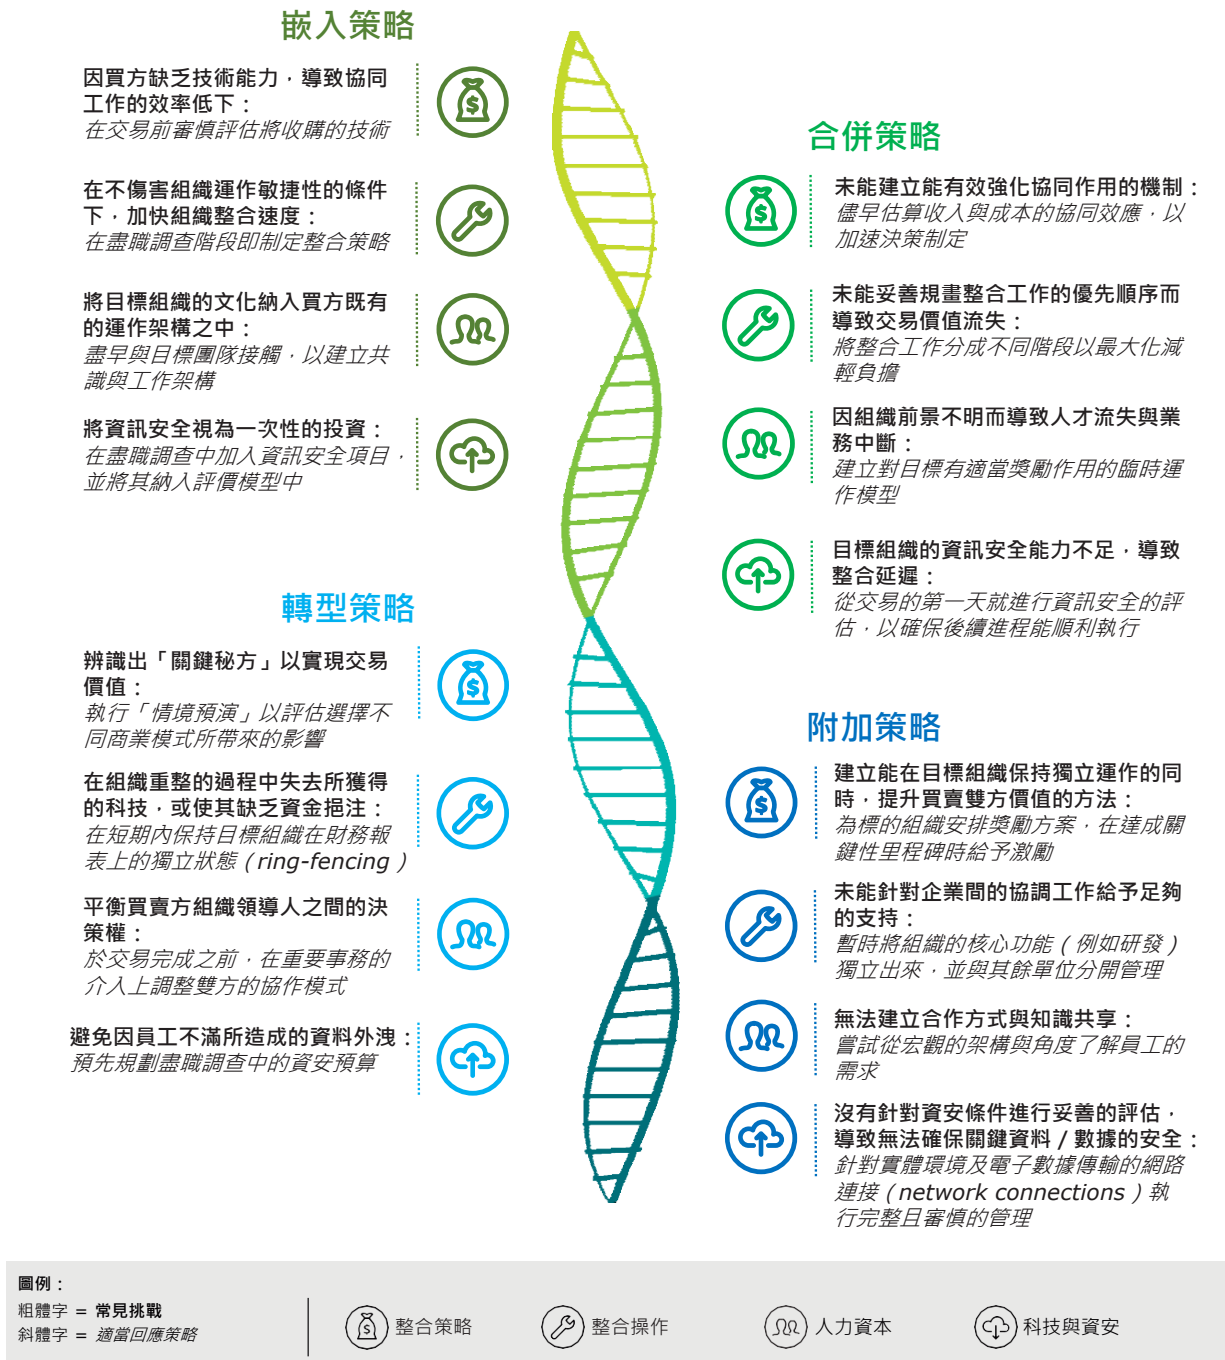 嵌入策略
因買方缺乏技術能力，導致協同
工作的效率低下：
在交易前審慎評估將收購的技術
在不傷害組織運作敏捷性的條件
下，加快組織整合速度：
在盡職調查階段即制定整合策略
將目標組織的文化納入買方既有
的運作架構之中：
盡早與目標團隊接觸，以建立共
識與工作架構
將資訊安全視為一次性的投資：
在盡職調查中加入資訊安全項目，
並將其納入評價模型中
合併策略
未能建立能有效強化協同作用的機制：
儘早估算收入與成本的協同效應，以
加速決策制定
未能妥善規畫整合工作的優先順序而
導致交易價值流失：
將整合工作分成不同階段以最大化減
輕負擔
因組織前景不明而導致人才流失與業
務中斷：
建立對目標有適當獎勵作用的臨時運
作模型
目標組織的資訊安全能力不足，導致
整合延遲：
從交易的第一天就進行資訊安全的評
估，以確保後續進程能順利執行
轉型策略
辨識出「關鍵秘方」以實現交易
價值：
執行「情境預演」以評估選擇不
同商業模式所帶來的影響
在組織重整的過程中失去所獲得
的科技，或使其缺乏資金挹注：
在短期內保持目標組織在財務報
表上的獨立狀態（ring-fencing）
平衡買賣方組織領導人之間的決
策權：
於交易完成之前，在重要事務的
介入上調整雙方的協作模式
避免因員工不滿所造成的資料外洩：
預先規劃盡職調查中的資安預算
附加策略
建立能在目標組織保持獨立運作的同
時，提升買賣雙方價值的方法：
為標的組織安排獎勵方案，在達成關
鍵性里程碑時給予激勵
未能針對企業間的協調工作給予足夠
的支持：
暫時將組織的核心功能（例如研發）
獨立出來，並與其餘單位分開管理
無法建立合作方式與知識共享：
嘗試從宏觀的架構與角度了解員工的
需求
沒有針對資安條件進行妥善的評估，
導致無法確保關鍵資料／數據的安全：
針對實體環境及電子數據傳輸的網路
連接（network connections）執
行完整且審慎的管理
圖例：
粗體字 = 常見挑戰
斜體字 = 適當回應策略
整合策略
整合操作
人力資本
科技與資安